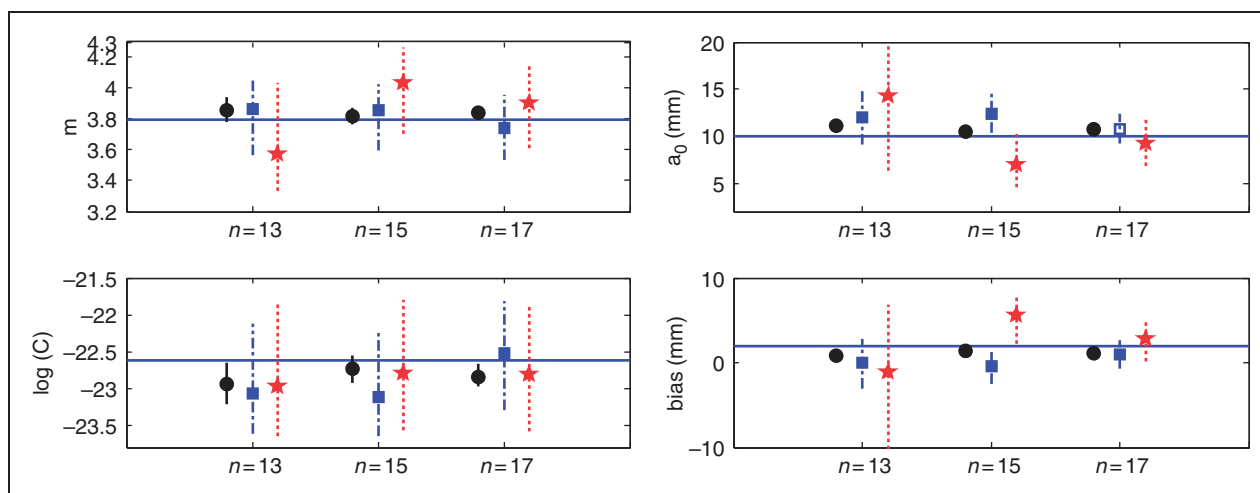 4.3
4.2
4
3.8
3.6
3.4
3.2
m
n=13
n=15
n=17
20
15
10
5
a0 (mm)
n=13
n=15
n=17
–21.5
–22
–22.5
–23
–23.5
log (C)
n=13
n=15
n=17
10
0
–10
bias (mm)
n=13
n=15
n=17